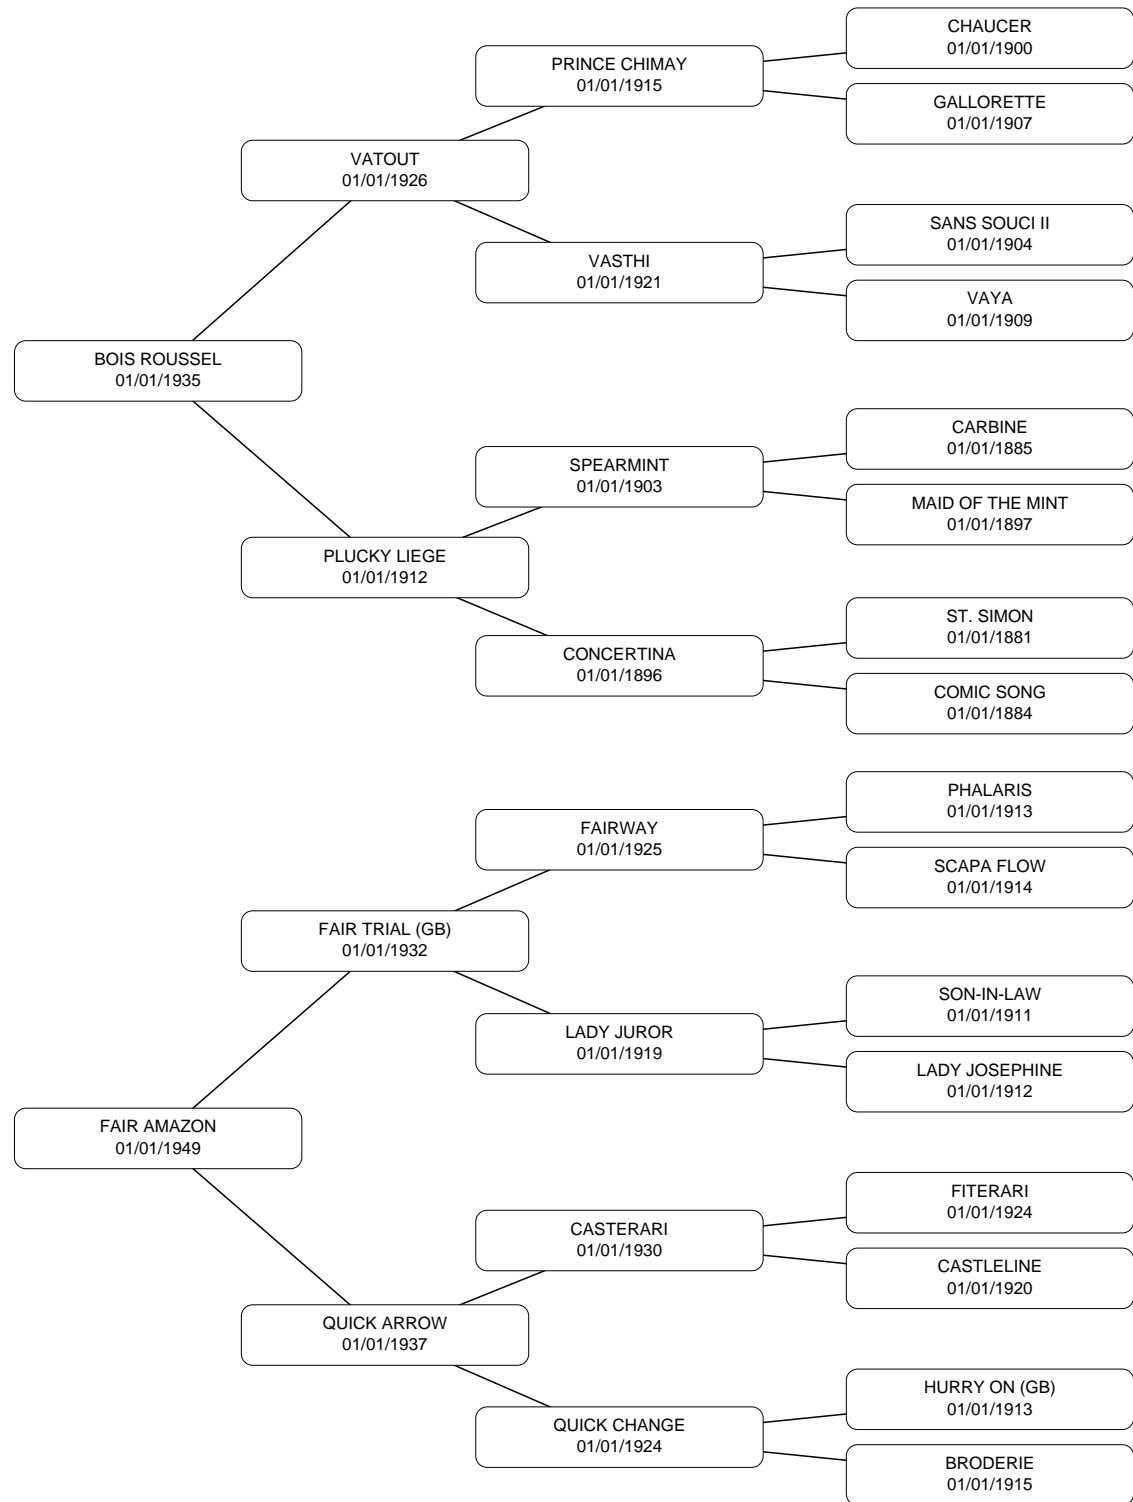 CHAUCER
01/01/1900
PRINCE CHIMAY
01/01/1915
GALLORETTE
01/01/1907
VATOUT
01/01/1926
SANS SOUCI II
01/01/1904
VASTHI
01/01/1921
VAYA
01/01/1909
BOIS ROUSSEL
01/01/1935
CARBINE
01/01/1885
SPEARMINT
01/01/1903
MAID OF THE MINT
01/01/1897
PLUCKY LIEGE
01/01/1912
ST. SIMON
01/01/1881
CONCERTINA
01/01/1896
COMIC SONG
01/01/1884
PHALARIS
01/01/1913
FAIRWAY
01/01/1925
SCAPA FLOW
01/01/1914
FAIR TRIAL (GB)
01/01/1932
SON-IN-LAW
01/01/1911
LADY JUROR
01/01/1919
LADY JOSEPHINE
01/01/1912
FAIR AMAZON
01/01/1949
FITERARI
01/01/1924
CASTERARI
01/01/1930
CASTLELINE
01/01/1920
QUICK ARROW
01/01/1937
HURRY ON (GB)
01/01/1913
QUICK CHANGE
01/01/1924
BRODERIE
01/01/1915